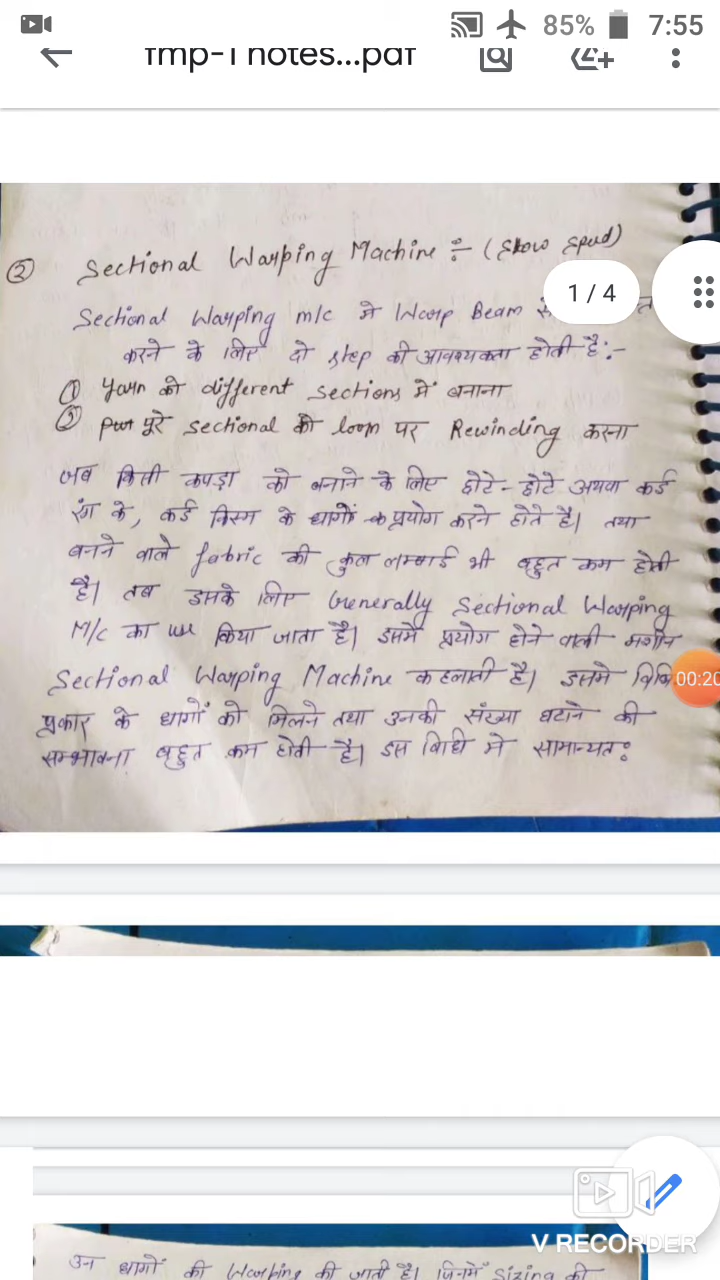 85% 7:55
fmp-1 notes...pdf
1 / 4
② Sectional Warping Machine ÷ (Slow Speed)
Sectional Warping m/c मे Warp Beam
करने के लिए दो step की आवश्यकता होती है:-
① Yarn को different sections में बनाना
② पूरे sectional को loom पर Rewinding करना
जब किसी कपड़ा को बनाने के लिए छोटे-छोटे अथवा कई
रंग के, कई किस्म के धागों क प्रयोग करने होते है। तथा
बनने वाले fabric की कुल लम्बाई भी बहुत कम होती
है। तब इसके लिए Generally Sectional Warping
M/c का use किया जाता है। इसमे प्रयोग होने वाली मशीन
Sectional Warping Machine कहलाती है। इसमे
00:20
प्रकार के धागों को मिलने तथा उनकी संख्या घटाने की
सम्भावना बहुत कम होती है। इस विधि मे सामान्यतः
V RECORDER
उन धागों की Warping की जाती है। जिनमें Sizing की